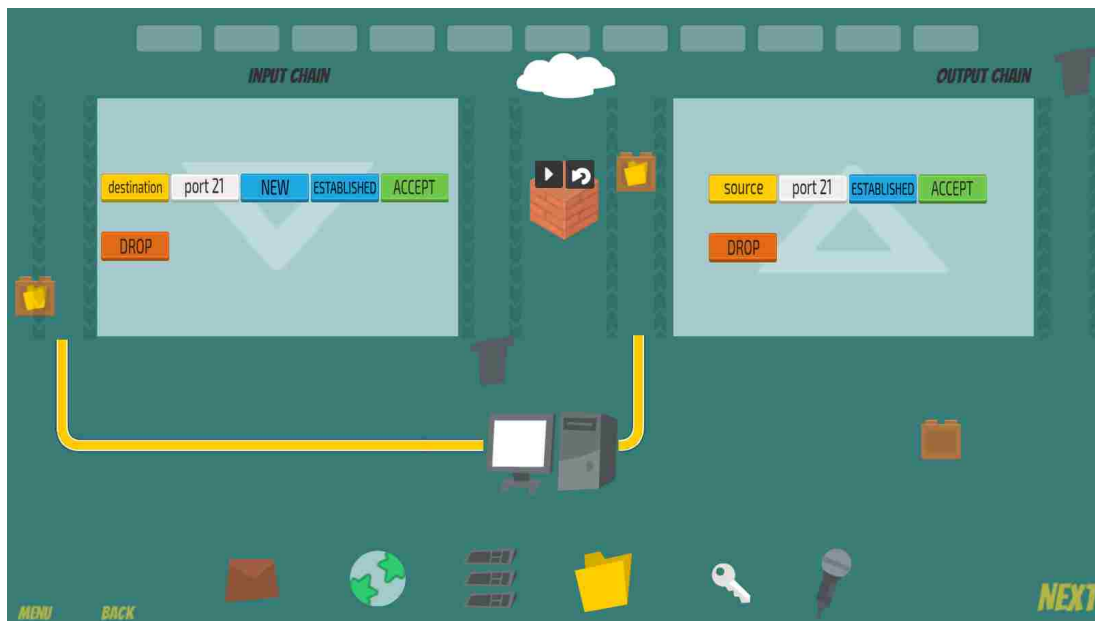 INPUT CHAIN
OUTPUT CHAIN
destination port 21 NEW ESTABLISHED ACCEPT
DROP
source port 21 ESTABLISHED ACCEPT
DROP
MENU BACK
NEXT